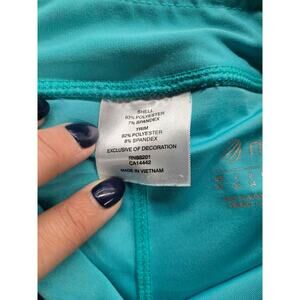 SHELL
93% POLYESTER
7% SPANDEX
TRIM
92% POLYESTER
8% SPANDEX
EXCLUSIVE OF DECORATION
RN88201
CA14442
MADE IN VIETNAM